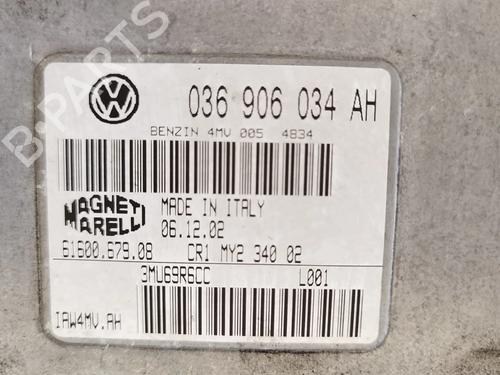 B-PARTS
036 906 034 AH
BENZIN 4MV 005 4834
MAGNETI
MARELLI
MADE IN ITALY
06.12.02
61600.679.08 CR1 MY2 340 02
3MU69R6CC L001
IAW4MV.AH